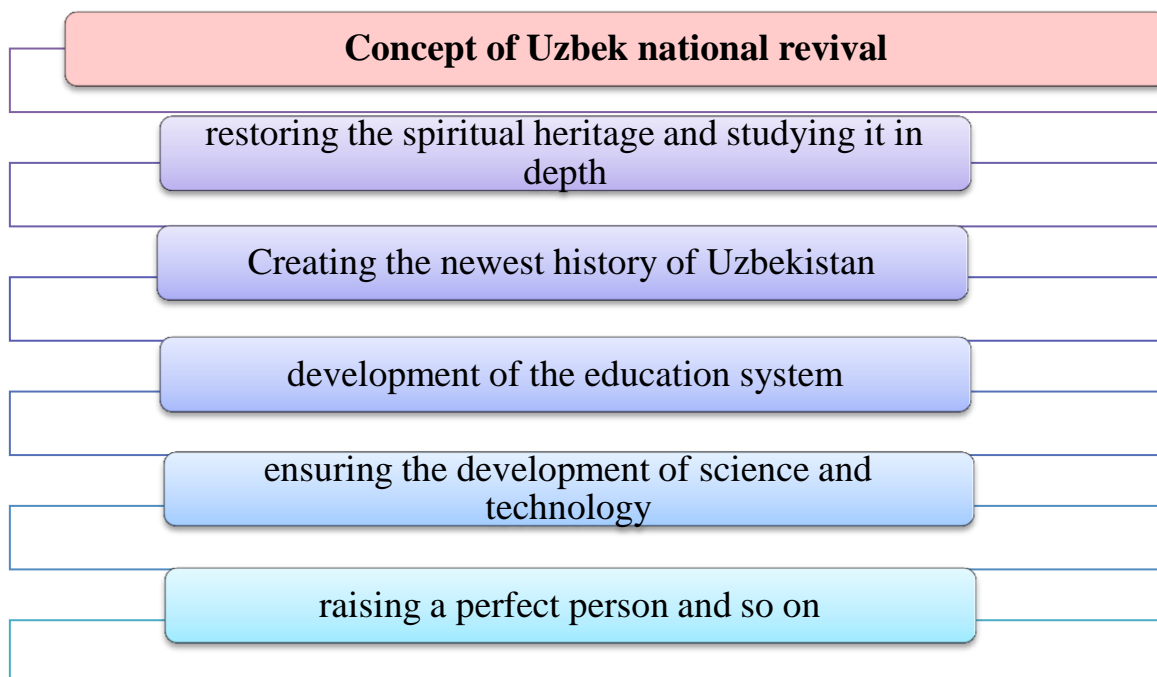 Concept of Uzbek national revival
restoring the spiritual heritage and studying it in
depth
Creating the newest history of Uzbekistan
development of the education system
ensuring the development of science and
technology
raising a perfect person and so on